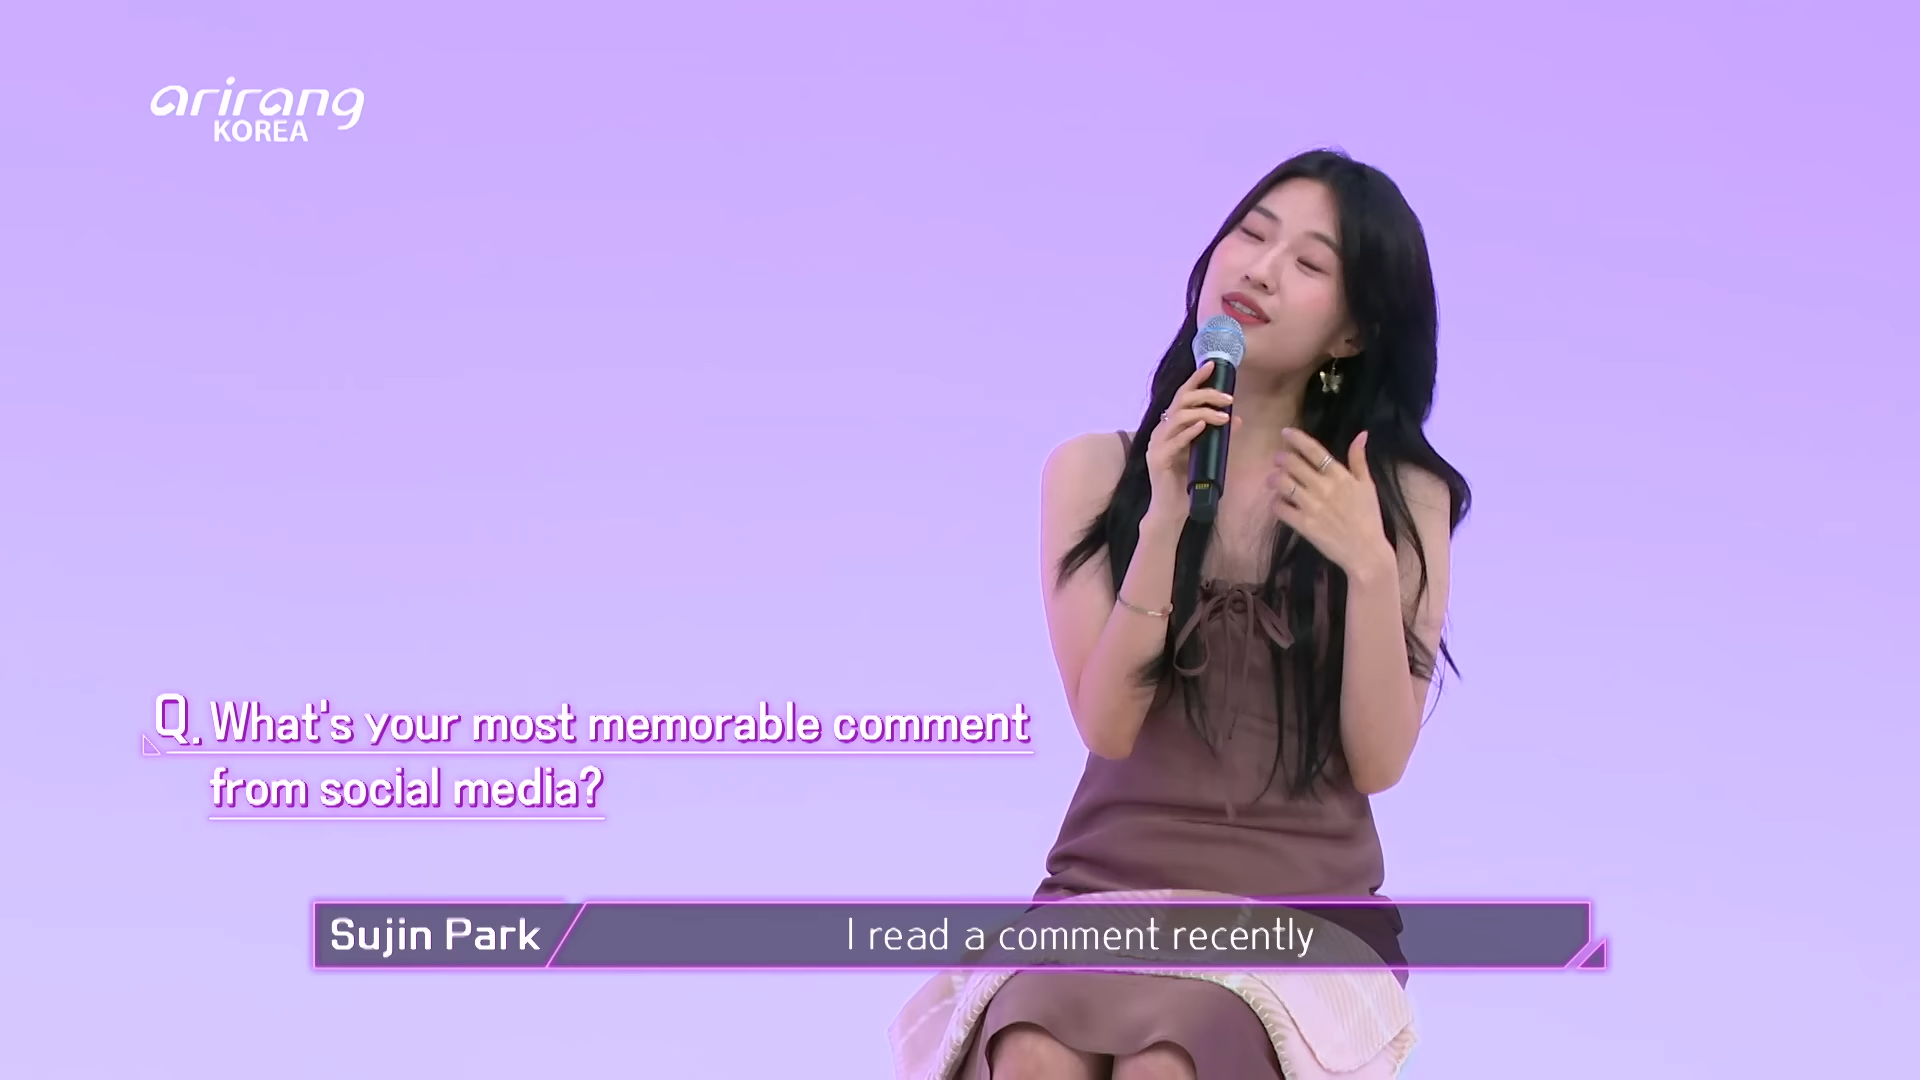 arirang
KOREA
Q. What's your most memorable comment
from social media?
Sujin Park
I read a comment recently